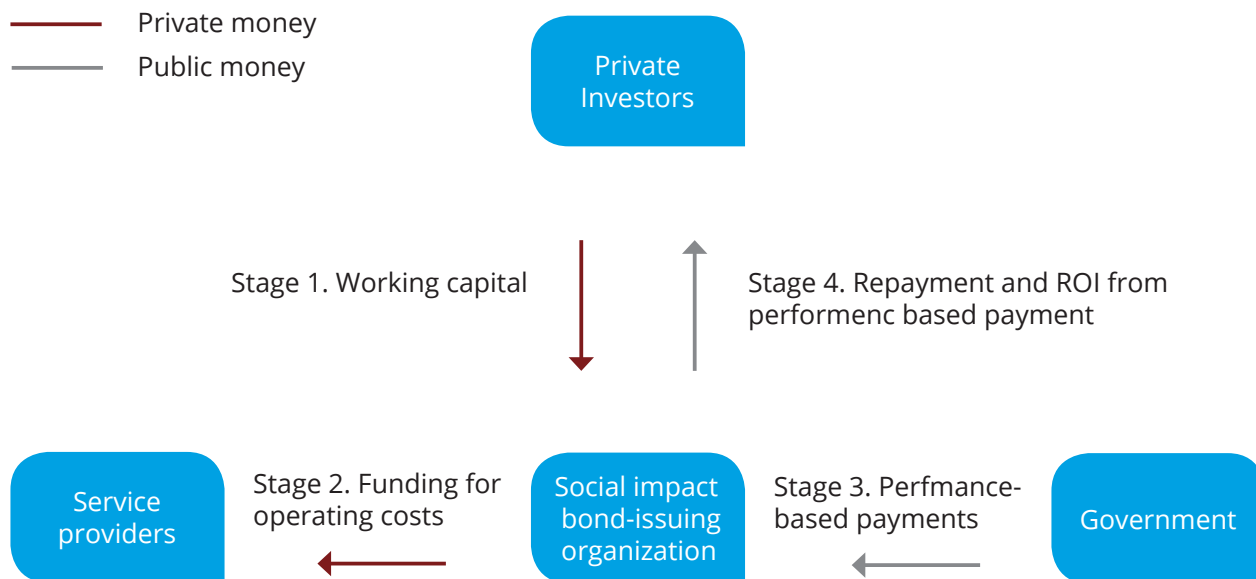 Private money
Public money
Private
Investors
Stage 1. Working capital
Stage 4. Repayment and ROI from
performenc based payment
Service
providers
Stage 2. Funding for
operating costs
Social impact
bond-issuing
organization
Stage 3. Perfmance-
based payments
Government